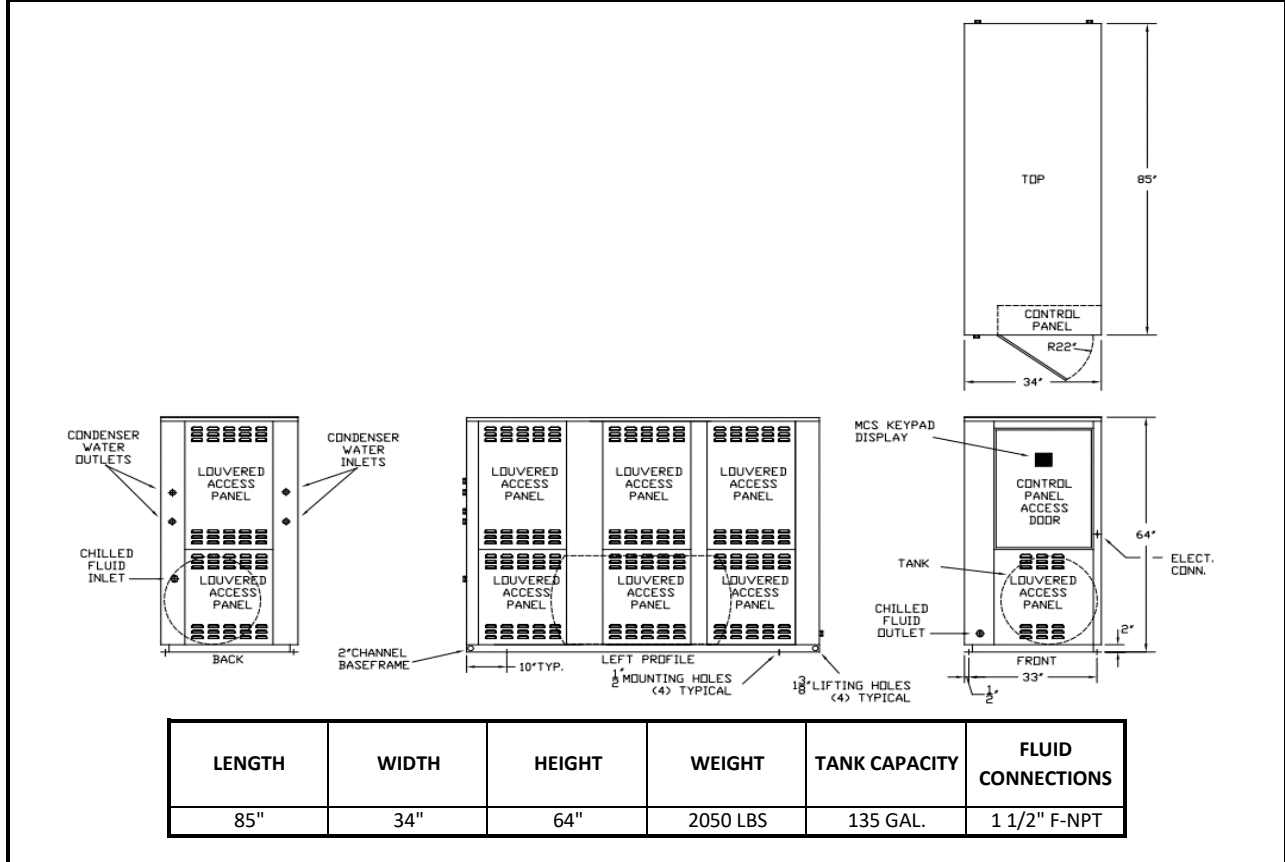 TOP
85"
CONTROL
PANEL
R22"
34"
CONDENSER
WATER
OUTLETS
CONDENSER
WATER
INLETS
CHILLED
FLUID
INLET
LOUVERED
ACCESS
PANEL
LOUVERED
ACCESS
PANEL
BACK
LOUVERED
ACCESS
PANEL
LOUVERED
ACCESS
PANEL
LOUVERED
ACCESS
PANEL
LOUVERED
ACCESS
PANEL
LOUVERED
ACCESS
PANEL
LOUVERED
ACCESS
PANEL
2" CHANNEL
BASEFRAME
10" TYP.
LEFT PROFILE
1/2" MOUNTING HOLES
(4) TYPICAL
1 3/8" LIFTING HOLES
(4) TYPICAL
MCS KEYPAD
DISPLAY
CONTROL
PANEL
ACCESS
DOOR
64"
ELECT.
CONN.
TANK
LOUVERED
ACCESS
PANEL
CHILLED
FLUID
OUTLET
2"
FRONT
33"
1/2"
LENGTH WIDTH HEIGHT WEIGHT TANK CAPACITY FLUID CONNECTIONS
85" 34" 64" 2050 LBS 135 GAL. 1 1/2" F-NPT